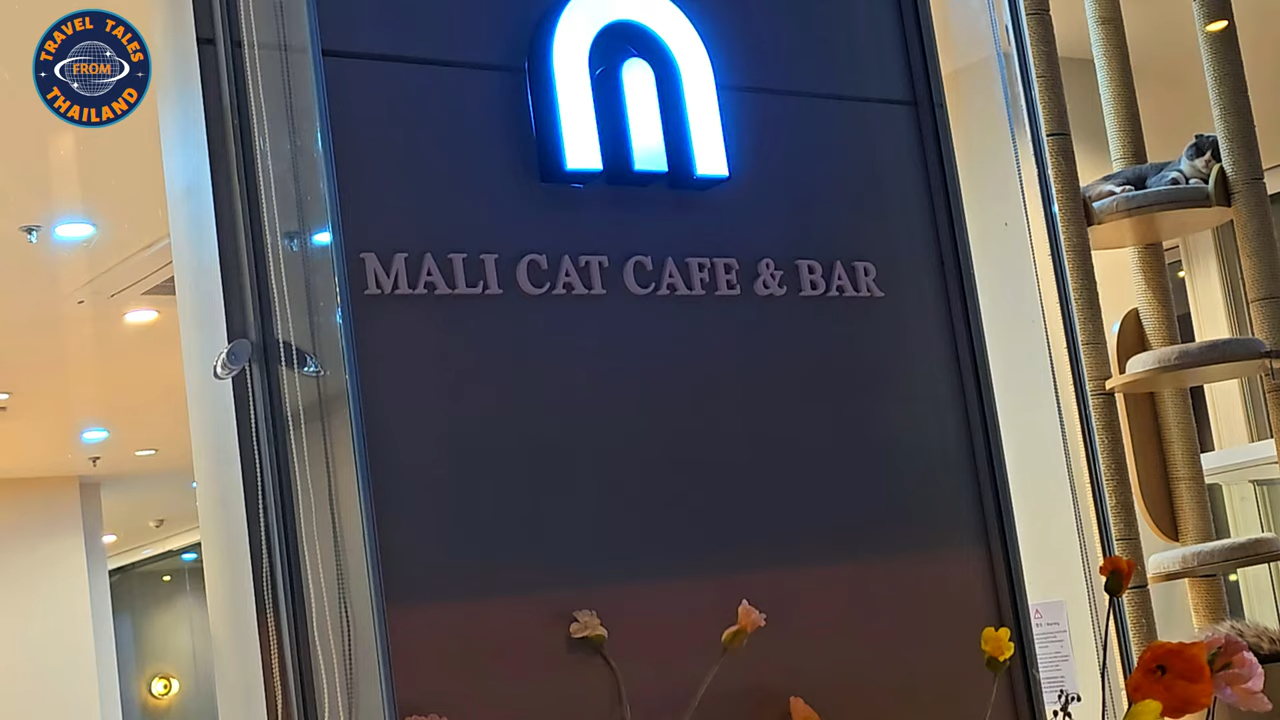 TRAVEL TALES
FROM
THAILAND
MALI CAT CAFE & BAR